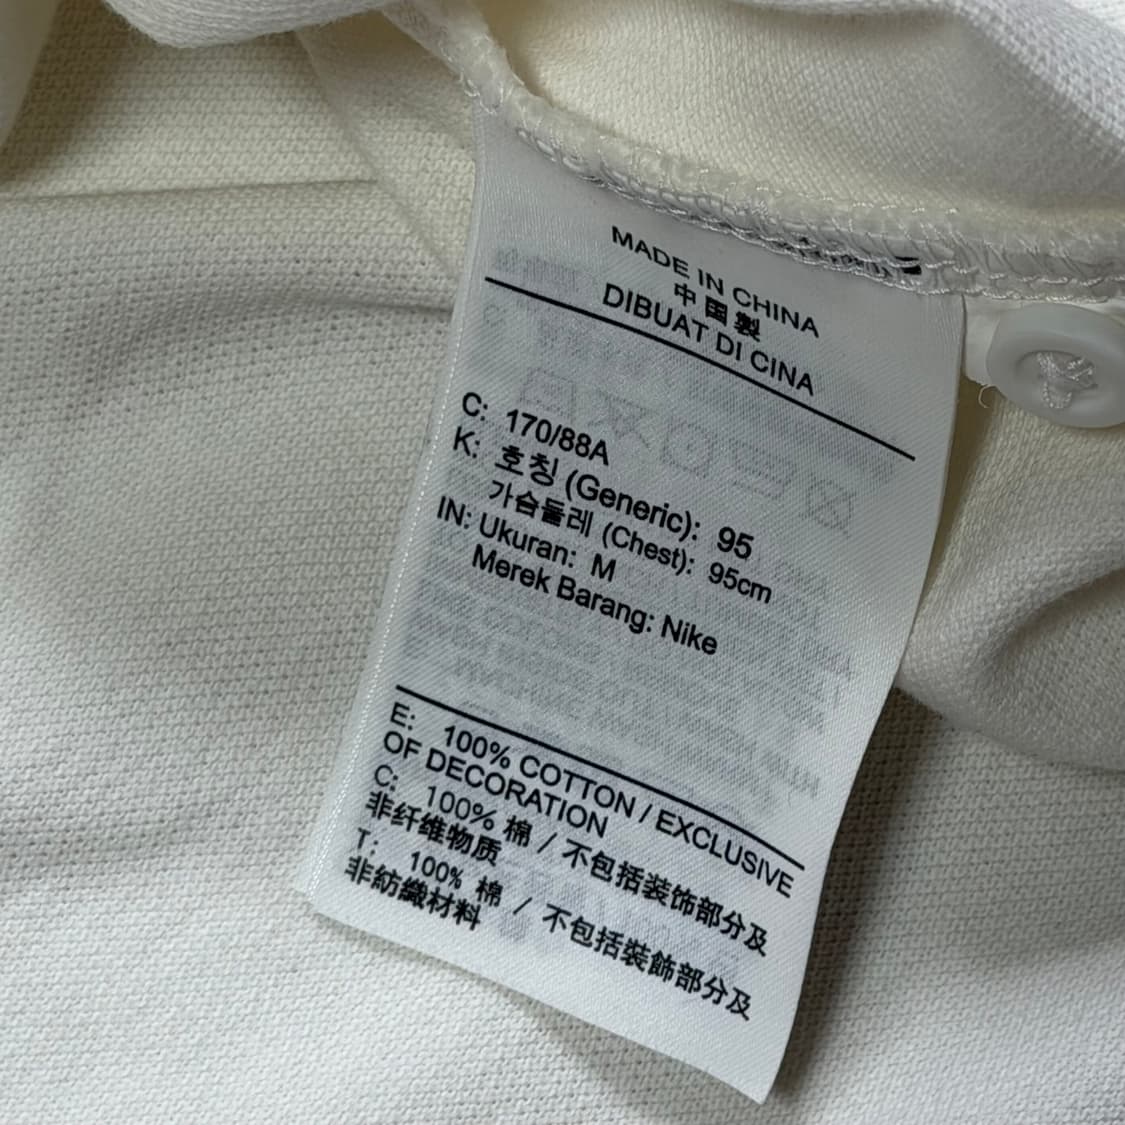 MADE IN CHINA
中国製
DIBUAT DI CINA
C: 170/88A
K: 호칭 (Generic): 95
가슴둘레 (Chest): 95cm
IN: Ukuran: M
Merek Barang: Nike
E: 100% COTTON / EXCLUSIVE
OF DECORATION
C: 100% 棉 / 不包括装饰部分及
非纤维物质
T: 100% 棉 / 不包括裝飾部分及
非紡織材料